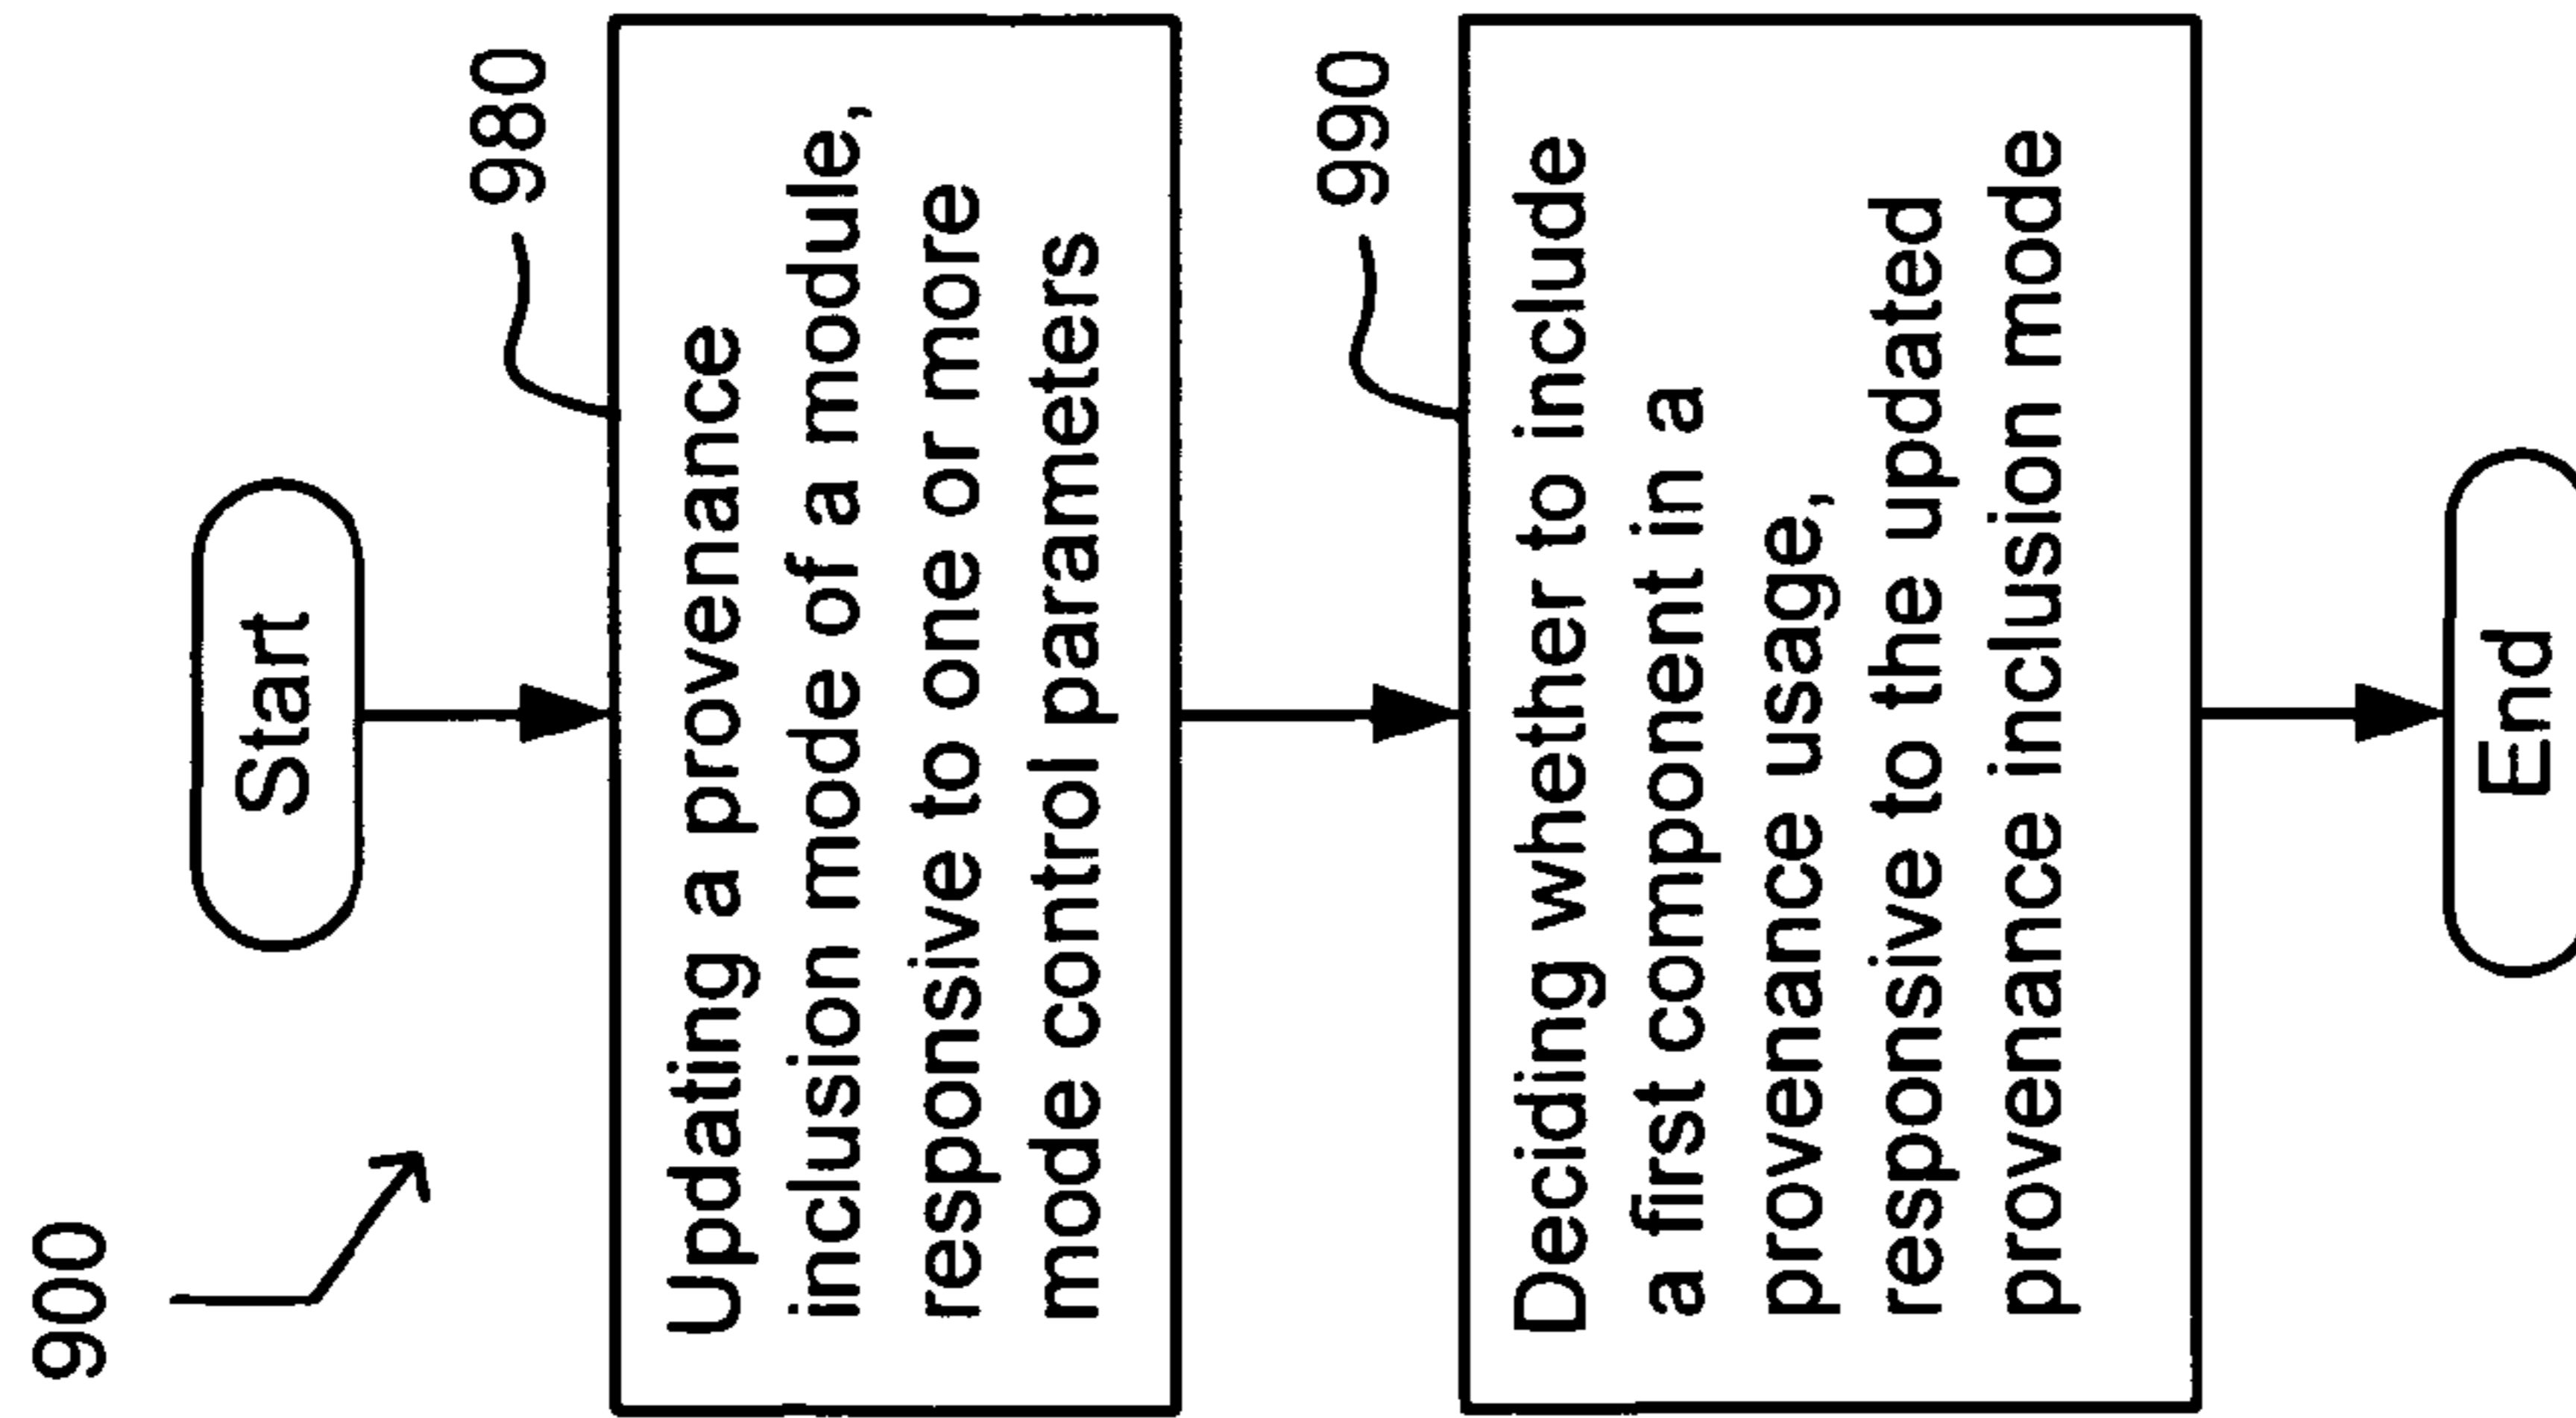 900
Start
980
Updating a provenance
inclusion mode of a module,
responsive to one or more
mode control parameters
990
Deciding whether to include
a first component in a
provenance usage,
responsive to the updated
provenance inclusion mode
End